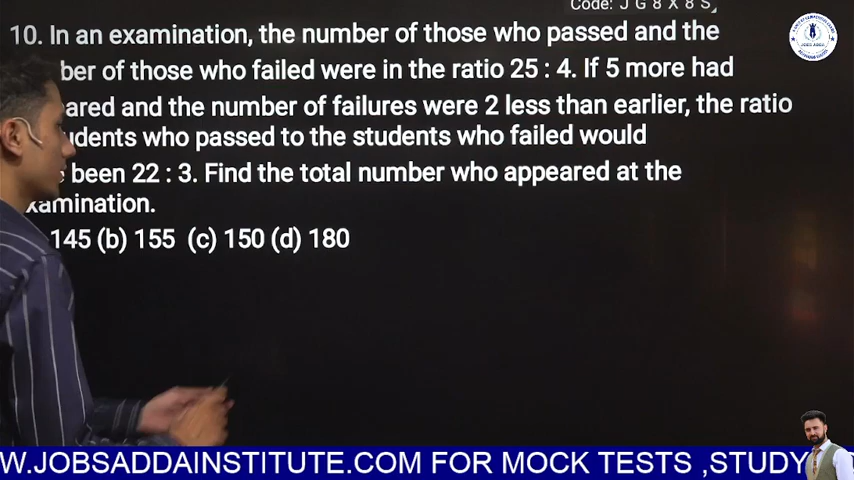 Code: J G 8 X 8 S
10. In an examination, the number of those who passed and the
ber of those who failed were in the ratio 25 : 4. If 5 more had
ared and the number of failures were 2 less than earlier, the ratio
udents who passed to the students who failed would
been 22 : 3. Find the total number who appeared at the
xamination.
145 (b) 155 (c) 150 (d) 180
W.JOBSADDAINSTITUTE.COM FOR MOCK TESTS ,STUDY